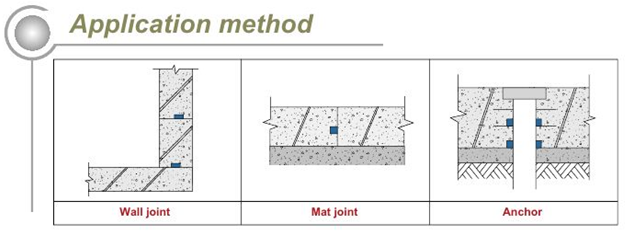 Application method
Wall joint
Mat joint
Anchor